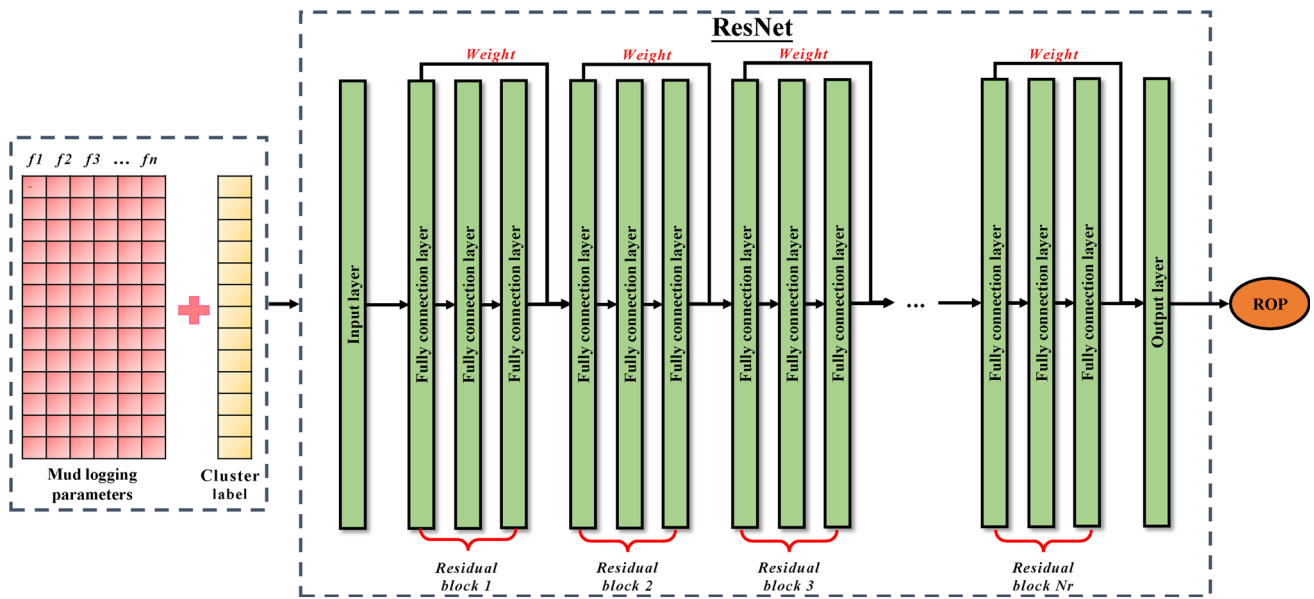 ResNet
Weight
Weight
Weight
Weight
f1 f2 f3 ... fn
Mud logging
parameters
Cluster
label
Input layer
Fully connection layer
Fully connection layer
Fully connection layer
Fully connection layer
Fully connection layer
Fully connection layer
Fully connection layer
Fully connection layer
Fully connection layer
...
Fully connection layer
Fully connection layer
Fully connection layer
Output layer
ROP
Residual
block 1
Residual
block 2
Residual
block 3
Residual
block Nr